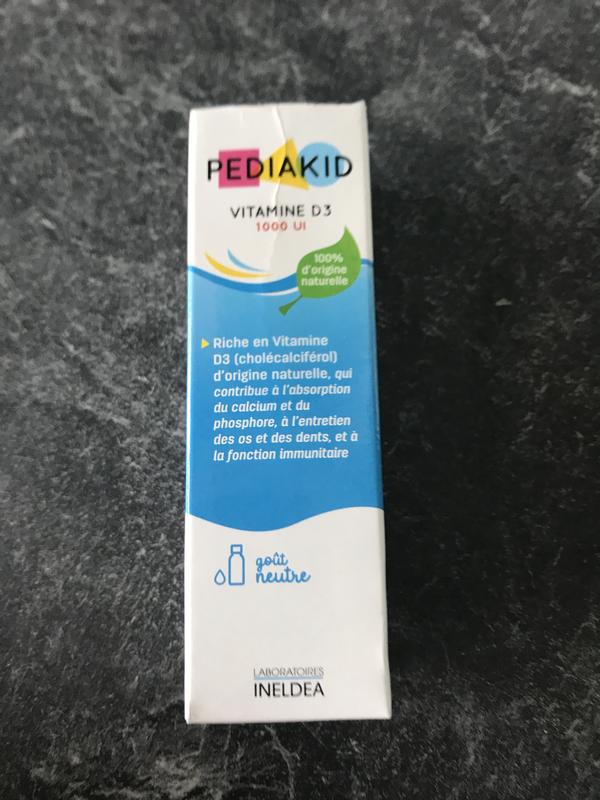 PEDIAKID
VITAMINE D3
1000 UI
100%
d'origine
naturelle
Riche en Vitamine
D3 (cholécalciférol)
d'origine naturelle, qui
contribue à l'absorption
du calcium et du
phosphore, à l'entretien
des os et des dents, et à
la fonction immunitaire
goût
neutre
LABORATOIRES
INELDEA